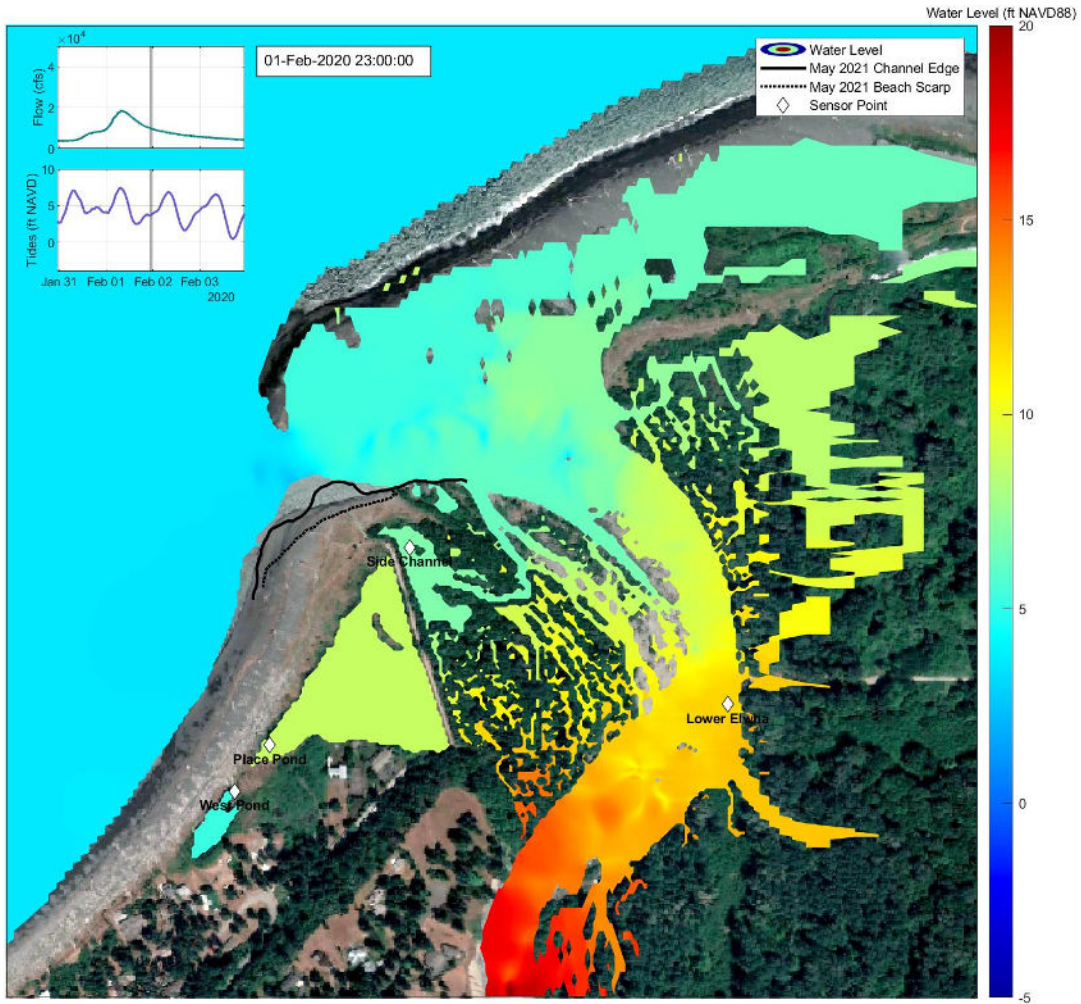 Water Level (ft NAVD88)
×10⁴
4
2
0
Flow (cfs)
01-Feb-2020 23:00:00
Water Level
May 2021 Channel Edge
May 2021 Beach Scarp
Sensor Point
10
5
0
Tides (ft NAVD)
Jan 31 Feb 01 Feb 02 Feb 03
2020
20
15
10
5
0
-5
Side Channel
Lower Elwha
Place Pond
West Pond